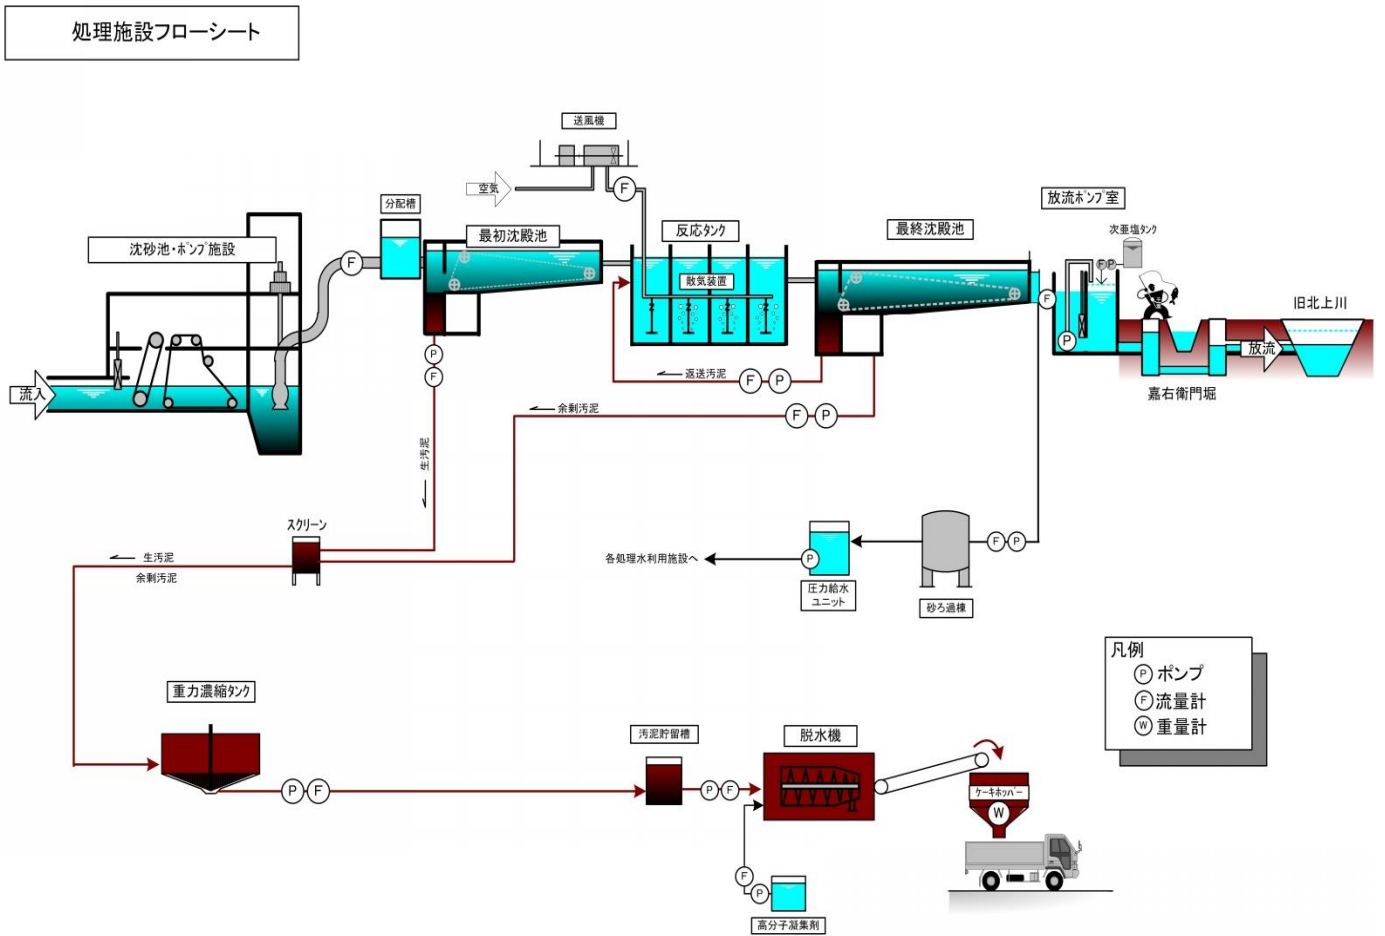 処理施設フローシート
送風機
空気
F
分配槽
最初沈殿池
反応タンク
最終沈殿池
放流ポンプ室
次亜塩タンク
沈砂池・ポンプ施設
F
散気装置
F P
F
P
旧北上川
流入
放流
嘉右衛門堀
P
F
返送汚泥
F P
余剰汚泥
F P
生汚泥
スクリーン
生汚泥
余剰汚泥
各処理水利用施設へ
P
F P
圧力給水
ユニット
砂ろ過棟
凡例
P ポンプ
F 流量計
W 重量計
重力濃縮タンク
汚泥貯留槽
脱水機
P F
P F
ケーキホッパー
W
F
P
高分子凝集剤